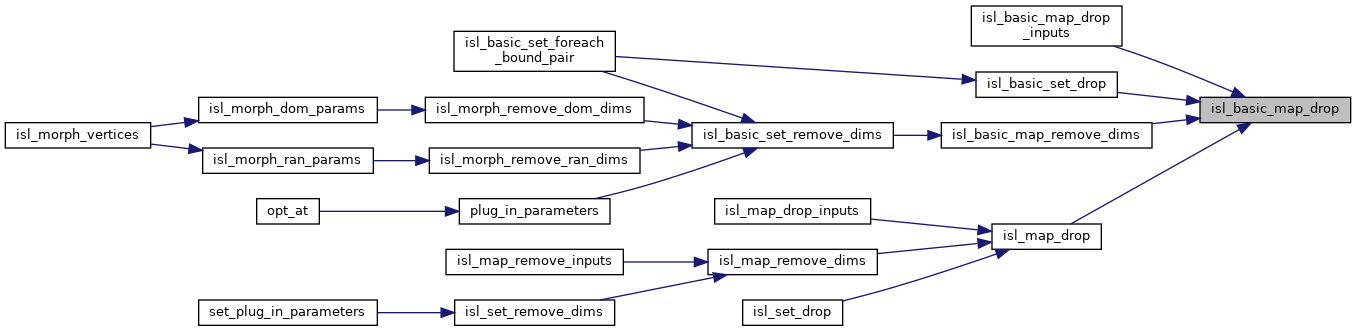 isl_basic_map_drop
_inputs
isl_basic_set_foreach
_bound_pair
isl_basic_set_drop
isl_basic_map_drop
isl_morph_dom_params
isl_morph_remove_dom_dims
isl_morph_vertices
isl_basic_set_remove_dims
isl_basic_map_remove_dims
isl_morph_ran_params
isl_morph_remove_ran_dims
opt_at
plug_in_parameters
isl_map_drop_inputs
isl_map_drop
isl_map_remove_inputs
isl_map_remove_dims
set_plug_in_parameters
isl_set_remove_dims
isl_set_drop